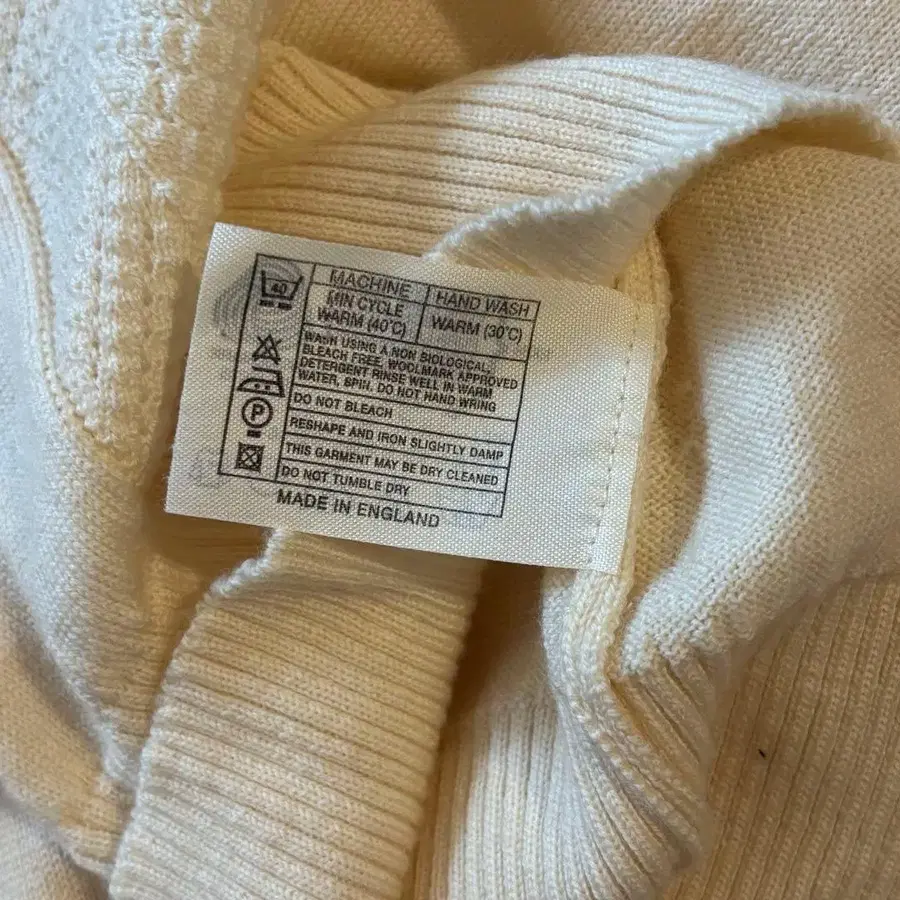 40
MACHINE
MIN CYCLE
WARM (40°C)
HAND WASH
WARM (30°C)
WASH USING A NON BIOLOGICAL,
BLEACH FREE, WOOLMARK APPROVED
DETERGENT RINSE WELL IN WARM
WATER, SPIN. DO NOT HAND WRING
DO NOT BLEACH
RESHAPE AND IRON SLIGHTLY DAMP
P
THIS GARMENT MAY BE DRY CLEANED
DO NOT TUMBLE DRY
MADE IN ENGLAND